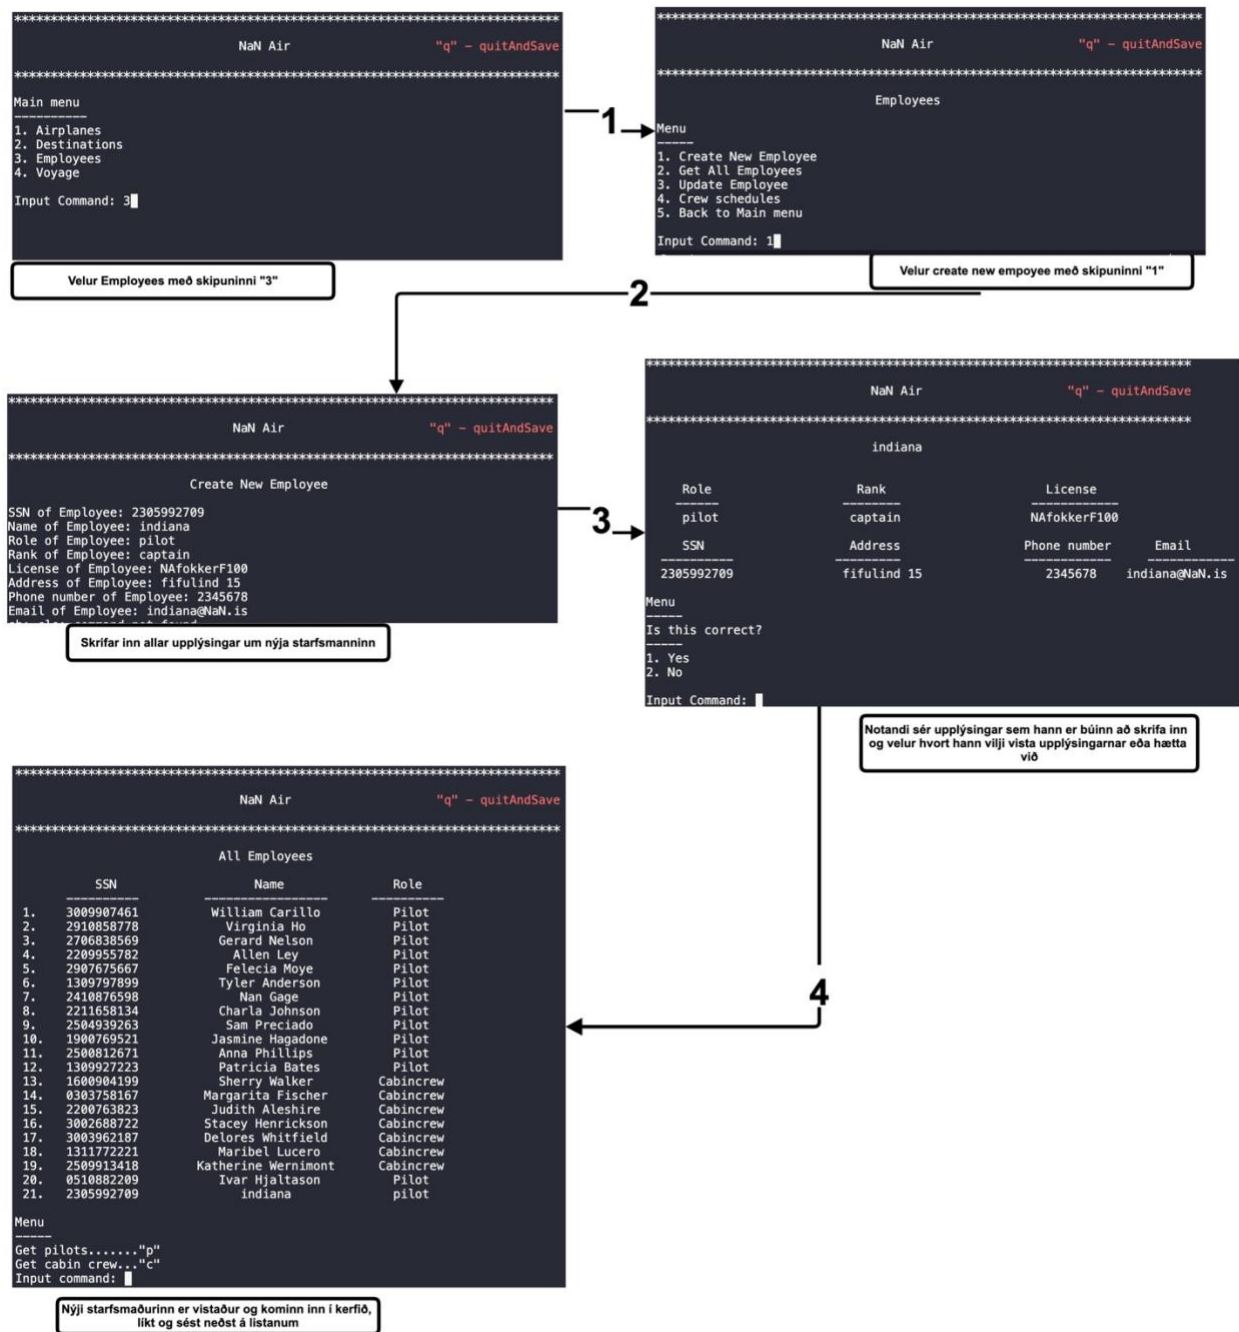 ***************************************************************************
NaN Air "q" – quitAndSave
***************************************************************************
Main menu
----------
1. Airplanes
2. Destinations
3. Employees
4. Voyage
Input Command: 3
Velur Employees með skipuninni "3"
1
***************************************************************************
NaN Air "q" – quitAndSave
***************************************************************************
Employees
Menu
-----
1. Create New Employee
2. Get All Employees
3. Update Employee
4. Crew schedules
5. Back to Main menu
Input Command: 1
Velur create new empoyee með skipuninni "1"
2
***************************************************************************
NaN Air "q" – quitAndSave
***************************************************************************
Create New Employee
SSN of Employee: 2305992709
Name of Employee: indiana
Role of Employee: pilot
Rank of Employee: captain
License of Employee: NAfokkerF100
Address of Employee: fifulind 15
Phone number of Employee: 2345678
Email of Employee: indiana@NaN.is
Skrifar inn allar upplýsingar um nýja starfsmanninn
3
***************************************************************************
NaN Air "q" – quitAndSave
***************************************************************************
indiana
Role Rank License
------ -------- ------------
pilot captain NAfokkerF100
SSN Address Phone number Email
---------- --------- ------------ ------------
2305992709 fifulind 15 2345678 indiana@NaN.is
Menu
-----
Is this correct?
-----
1. Yes
2. No
Input Command:
Notandi sér upplýsingar sem hann er búinn að skrifa inn
og velur hvort hann vilji vista upplýsingarnar eða hætta
við
4
***************************************************************************
NaN Air "q" – quitAndSave
***************************************************************************
All Employees
SSN Name Role
---------- ----------------- ----------
1. 3009907461 William Carillo Pilot
2. 2910858778 Virginia Ho Pilot
3. 2706838569 Gerard Nelson Pilot
4. 2209955782 Allen Ley Pilot
5. 2907675667 Felecia Moye Pilot
6. 1309797899 Tyler Anderson Pilot
7. 2410876598 Nan Gage Pilot
8. 2211658134 Charla Johnson Pilot
9. 2504939263 Sam Preciado Pilot
10. 1900769521 Jasmine Hagadone Pilot
11. 2500812671 Anna Phillips Pilot
12. 1309927223 Patricia Bates Pilot
13. 1600904199 Sherry Walker Cabincrew
14. 0303758167 Margarita Fischer Cabincrew
15. 2200763823 Judith Aleshire Cabincrew
16. 3002688722 Stacey Henrickson Cabincrew
17. 3003962187 Delores Whitfield Cabincrew
18. 1311772221 Maribel Lucero Cabincrew
19. 2509913418 Katherine Wernimont Cabincrew
20. 0510882209 Ivar Hjaltason Pilot
21. 2305992709 indiana pilot
Menu
-----
Get pilots......."p"
Get cabin crew..."c"
Input command:
Nýji starfsmaðurinn er vistaður og kominn inn í kerfið,
líkt og sést neðst á listanum